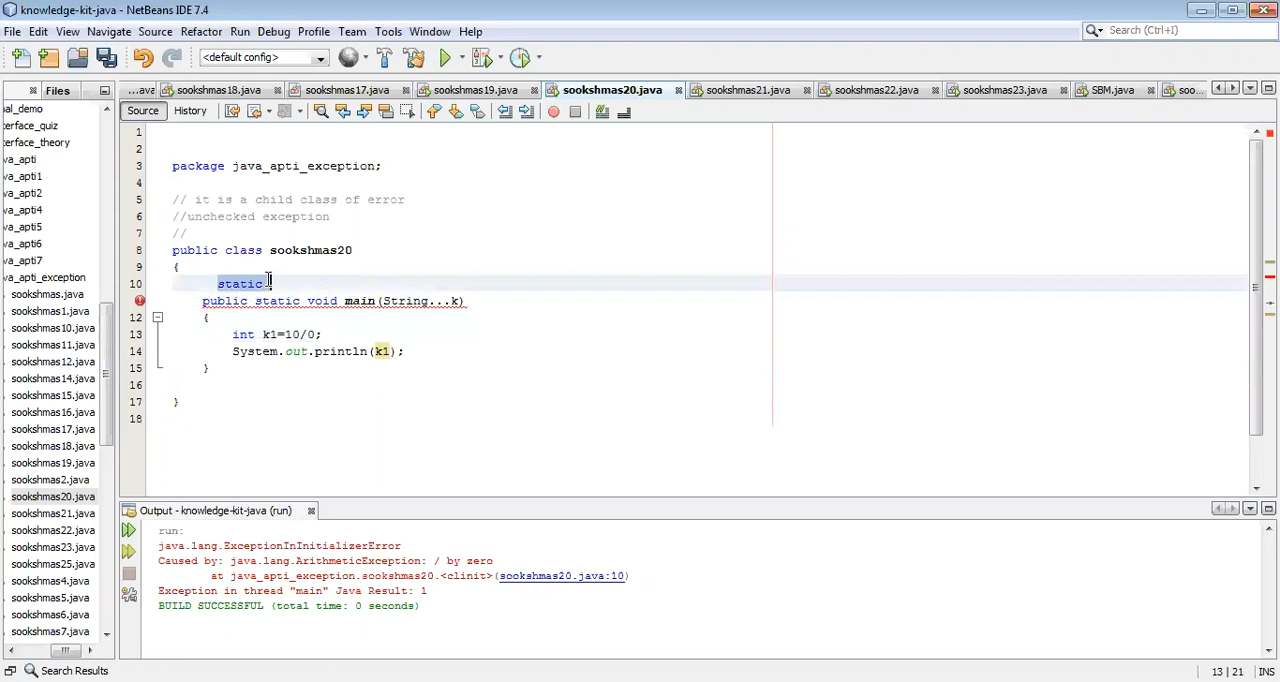 knowledge-kit-java - NetBeans IDE 7.4
File Edit View Navigate Source Refactor Run Debug Profile Team Tools Window Help
Search (Ctrl+I)
<default config>
Files
...ava sookshmas18.java sookshmas17.java sookshmas19.java sookshmas20.java sookshmas21.java sookshmas22.java sookshmas23.java SBM.java soo...
Source History
nal_demo
terface_quiz
terface_theory
va_apti
va_apti1
va_apti2
va_apti4
va_apti5
va_apti6
va_apti7
va_apti_exception
sookshmas.java
sookshmas1.java
sookshmas10.java
sookshmas11.java
sookshmas12.java
sookshmas14.java
sookshmas15.java
sookshmas16.java
sookshmas17.java
sookshmas18.java
sookshmas19.java
sookshmas2.java
sookshmas20.java
sookshmas21.java
sookshmas22.java
sookshmas23.java
sookshmas25.java
sookshmas4.java
sookshmas5.java
sookshmas6.java
sookshmas7.java
1
2
3 package java_apti_exception;
4
5 // it is a child class of error
6 //unchecked exception
7 //
8 public class sookshmas20
9 {
10 static
public static void main(String...k)
12 {
13 int k1=10/0;
14 System.out.println(k1);
15 }
16
17 }
18
Output - knowledge-kit-java (run)
run:
java.lang.ExceptionInInitializerError
Caused by: java.lang.ArithmeticException: / by zero
at java_apti_exception.sookshmas20.<clinit>(sookshmas20.java:10)
Exception in thread "main" Java Result: 1
BUILD SUCCESSFUL (total time: 0 seconds)
Search Results
13 | 21 INS